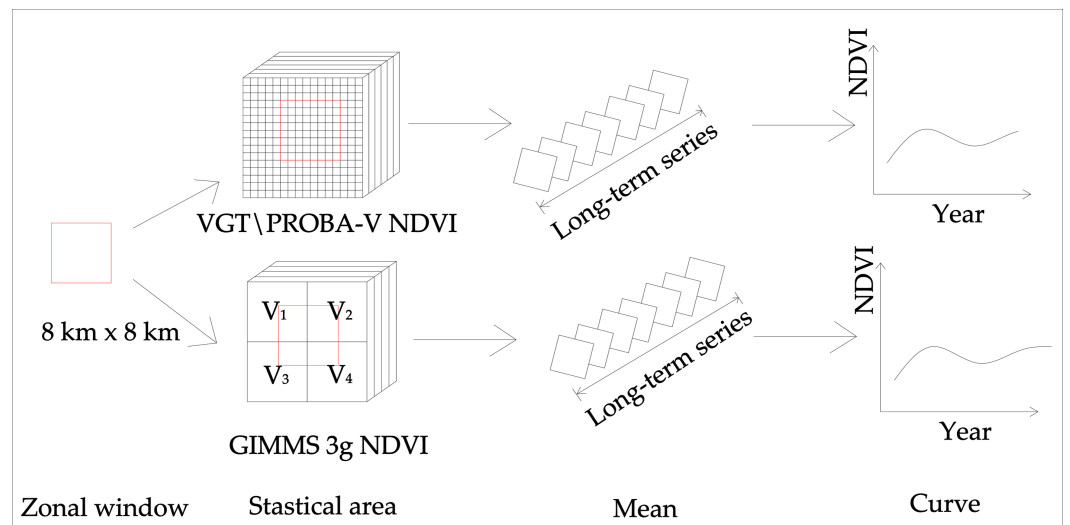 NDVI
Long-term series
Year
VGT\PROBA-V NDVI
8 km x 8 km
V1 V2
V3 V4
NDVI
Long-term series
Year
GIMMS 3g NDVI
Zonal window Stastical area Mean Curve